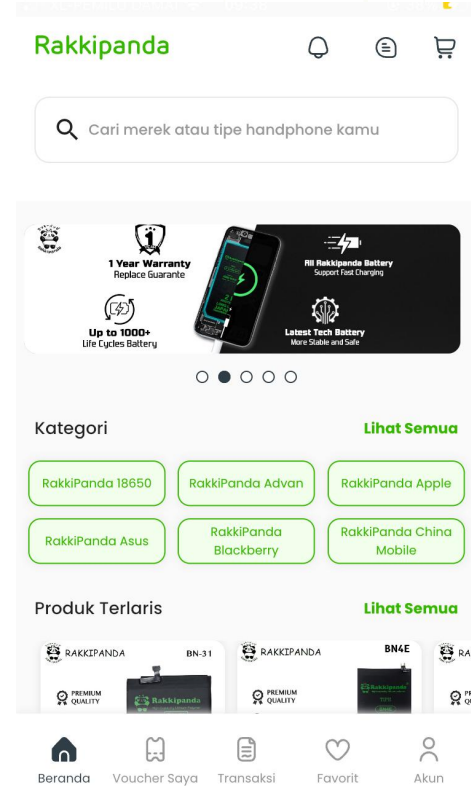 Rakkipanda
Cari merek atau tipe handphone kamu
1 Year Warranty
Replace Guarante
Up to 1000+
Life Cycles Battery
All Rakkipanda Battery
Support Fast Charging
Latest Tech Battery
More Stable and Safe
Kategori
Lihat Semua
RakkiPanda 18650
RakkiPanda Advan
RakkiPanda Apple
RakkiPanda Asus
RakkiPanda
Blackberry
RakkiPanda China
Mobile
Produk Terlaris
Lihat Semua
RAKKIPANDA
BN-31
PREMIUM
QUALITY
Rakkipanda
RAKKIPANDA
BN4E
PREMIUM
QUALITY
Rakkipanda
Beranda
Voucher Saya
Transaksi
Favorit
Akun